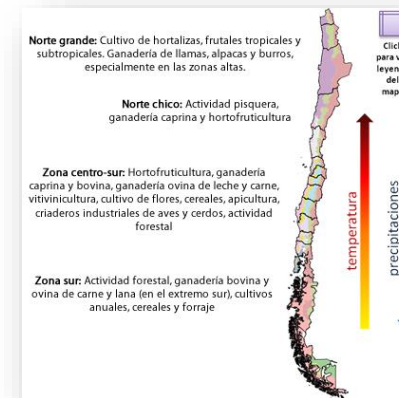 Norte grande: Cultivo de hortalizas, frutales tropicales y
subtropicales. Ganadería de llamas, alpacas y burros,
especialmente en las zonas altas.
Norte chico: Actividad pisquera,
ganadería caprina y hortofruticultura
Zona centro-sur: Hortofruticultura, ganadería
caprina y bovina, ganadería ovina de leche y carne,
vitivinicultura, cultivo de flores, cereales, apicultura,
criaderos industriales de aves y cerdos, actividad
forestal
Zona sur: Actividad forestal, ganadería bovina y
ovina de carne y lana (en el extremo sur), cultivos
anuales, cereales y forraje
temperatura
precipitaciones
para
del